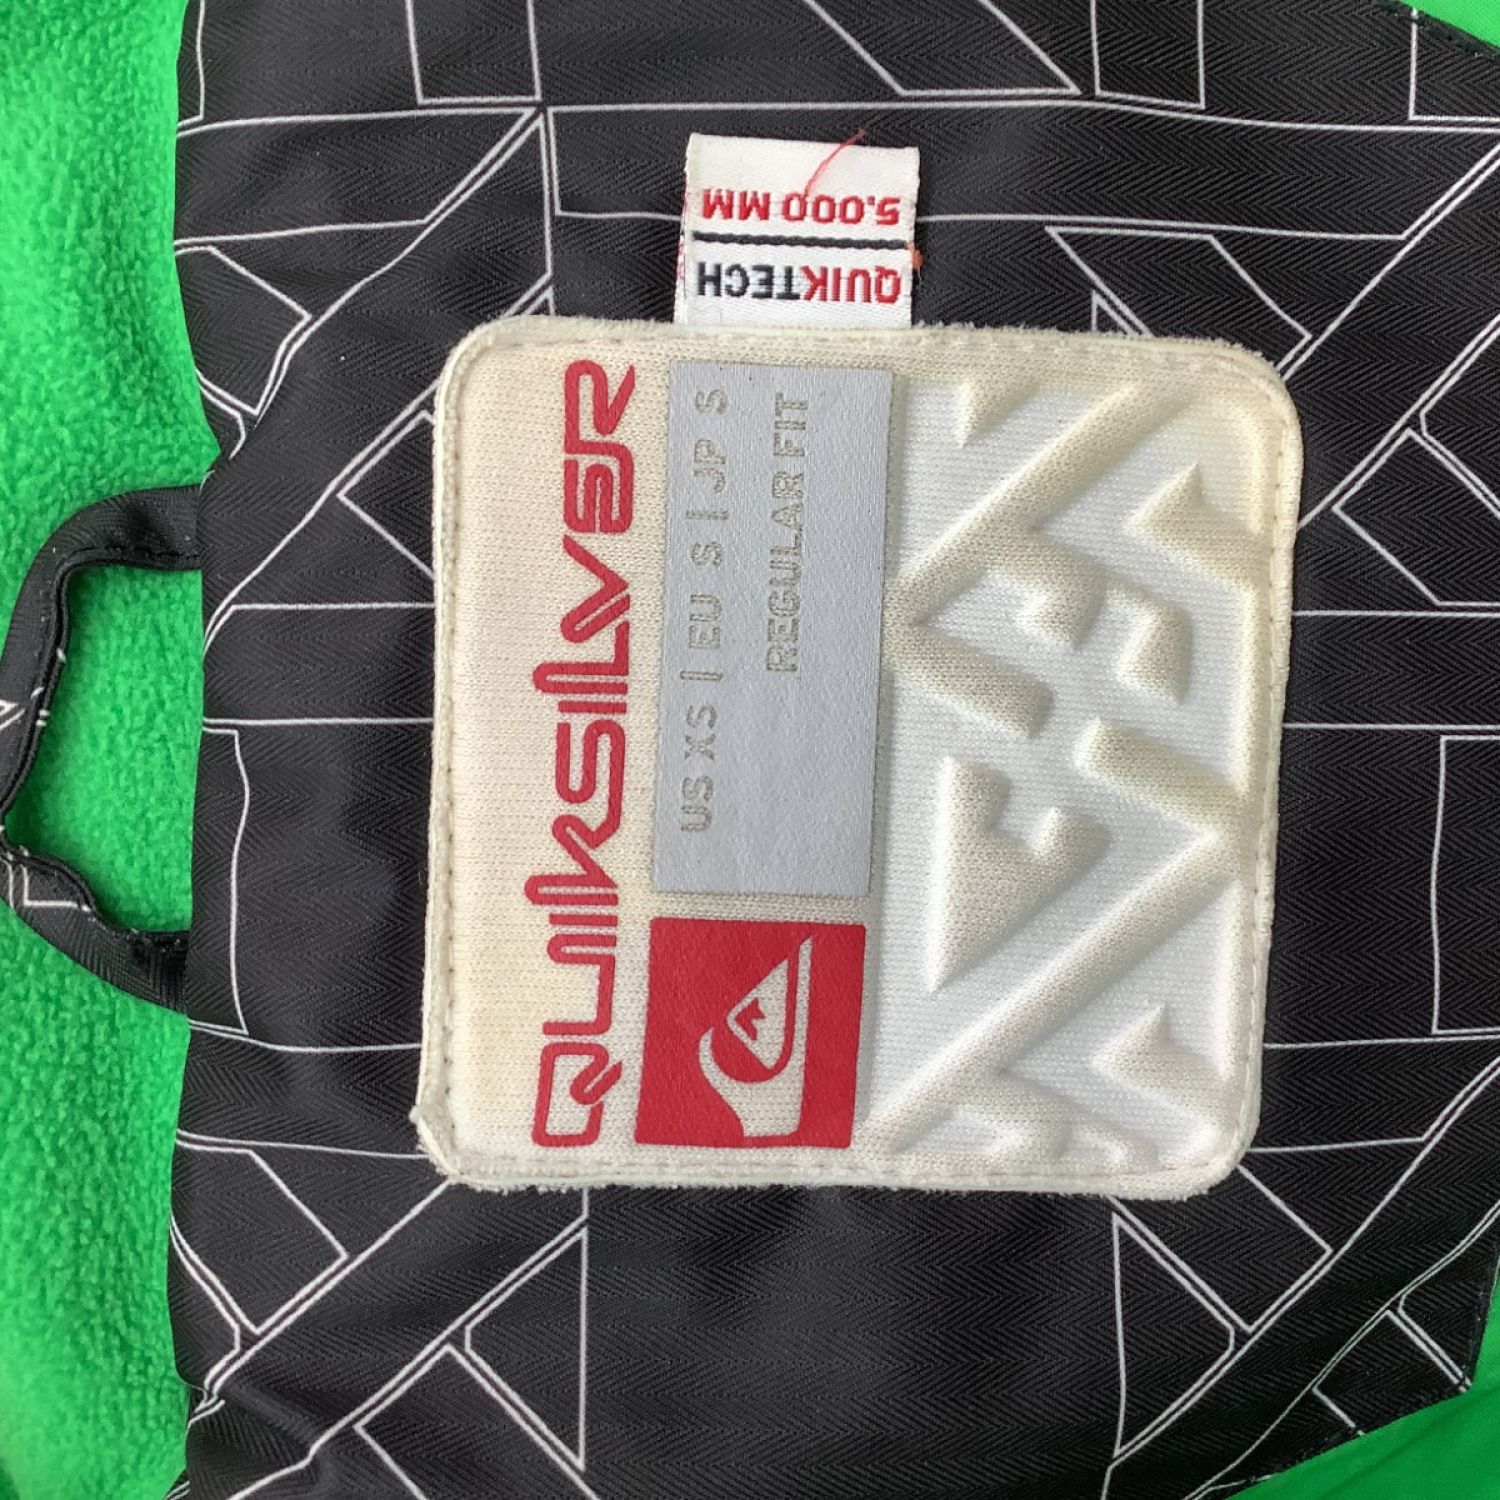 5.000 MM
QUIKTECH
QUIKSILVER
US XS | EU S | JP S
REGULAR FIT